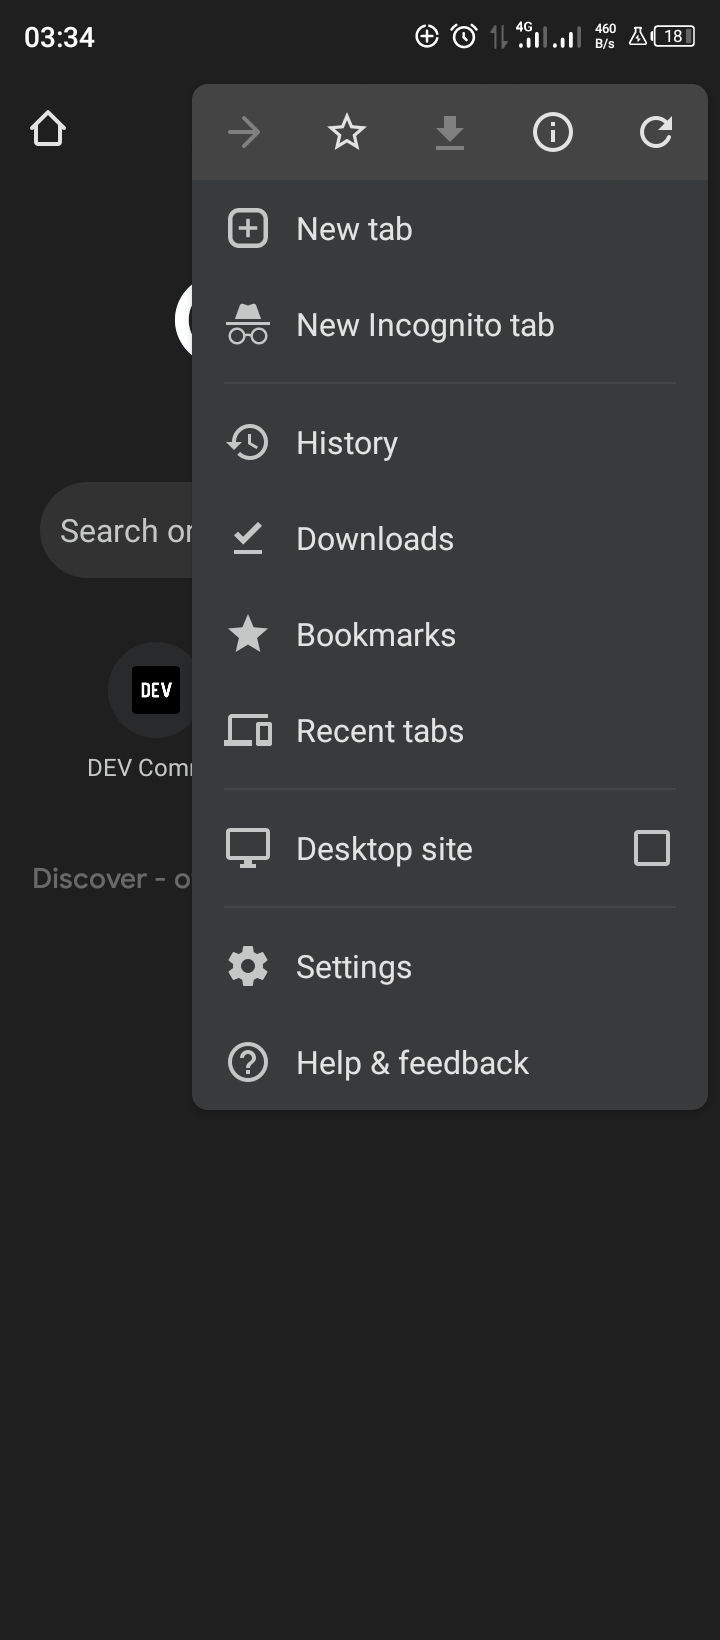 03:34
4G
460
B/s
18
New tab
New Incognito tab
History
Search or
Downloads
Bookmarks
DEV
Recent tabs
DEV
Desktop site
Discover -
Settings
Help & feedback